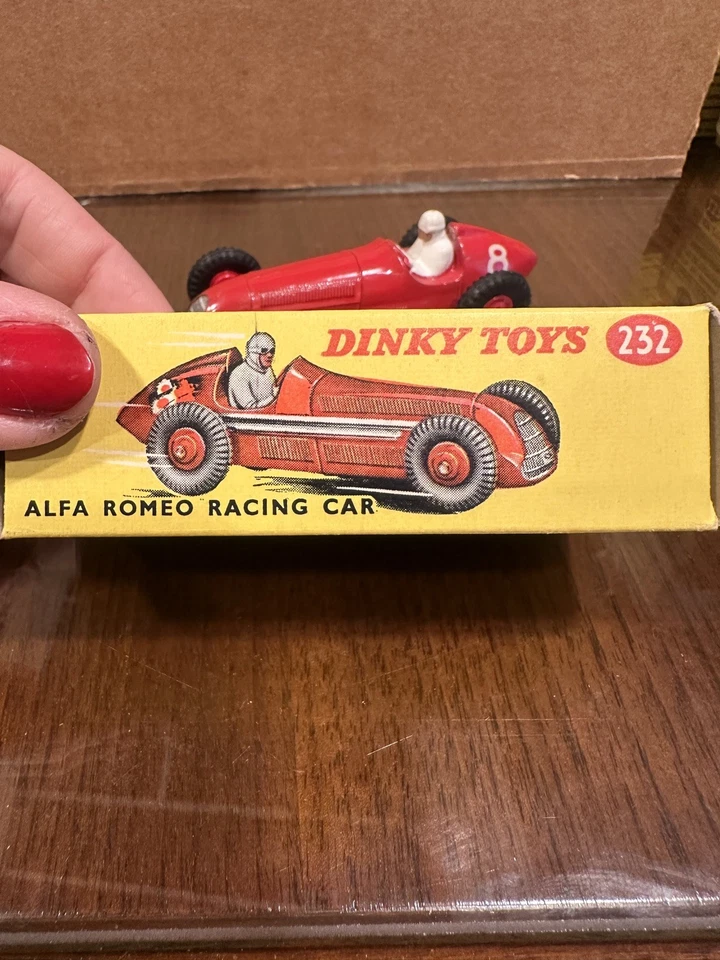 8
DINKY TOYS 232
ALFA ROMEO RACING CAR